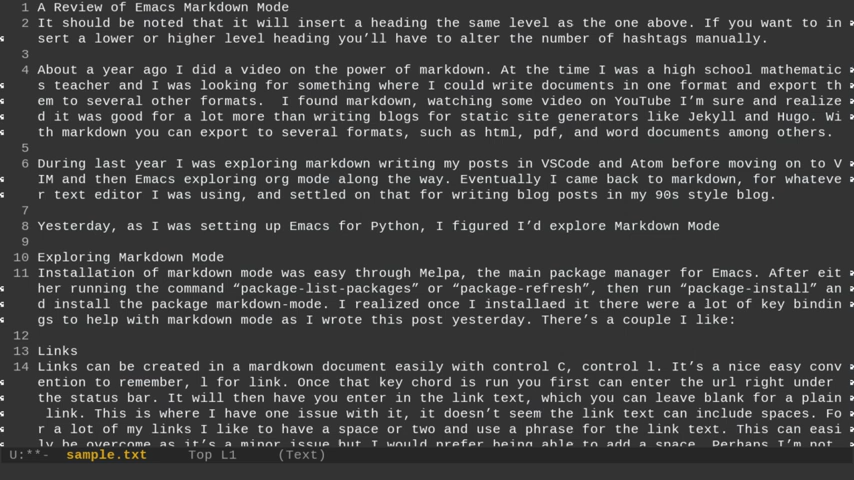 1 A Review of Emacs Markdown Mode
2 It should be noted that it will insert a heading the same level as the one above. If you want to in
sert a lower or higher level heading you’ll have to alter the number of hashtags manually.
3
4 About a year ago I did a video on the power of markdown. At the time I was a high school mathematic
s teacher and I was looking for something where I could write documents in one format and export th
em to several other formats.  I found markdown, watching some video on YouTube I’m sure and realize
d it was good for a lot more than writing blogs for static site generators like Jekyll and Hugo. Wi
th markdown you can export to several formats, such as html, pdf, and word documents among others.
5
6 During last year I was exploring markdown writing my posts in VSCode and Atom before moving on to V
IM and then Emacs exploring org mode along the way. Eventually I came back to markdown, for whateve
r text editor I was using, and settled on that for writing blog posts in my 90s style blog.
7
8 Yesterday, as I was setting up Emacs for Python, I figured I’d explore Markdown Mode
9
10 Exploring Markdown Mode
11 Installation of markdown mode was easy through Melpa, the main package manager for Emacs. After eit
her running the command “package-list-packages” or “package-refresh”, then run “package-install” an
d install the package markdown-mode. I realized once I installaed it there were a lot of key bindin
gs to help with markdown mode as I wrote this post yesterday. There’s a couple I like:
12
13 Links
14 Links can be created in a mardkown document easily with control C, control l. It’s a nice easy conv
ention to remember, l for link. Once that key chord is run you first can enter the url right under
the status bar. It will then have you enter in the link text, which you can leave blank for a plain
link. This is where I have one issue with it, it doesn’t seem the link text can include spaces. Fo
r a lot of my links I like to have a space or two and use a phrase for the link text. This can easi
ly be overcome as it’s a minor issue but I would prefer being able to add a space. Perhaps I’m not
U:**-  sample.txt     Top L1     (Text)